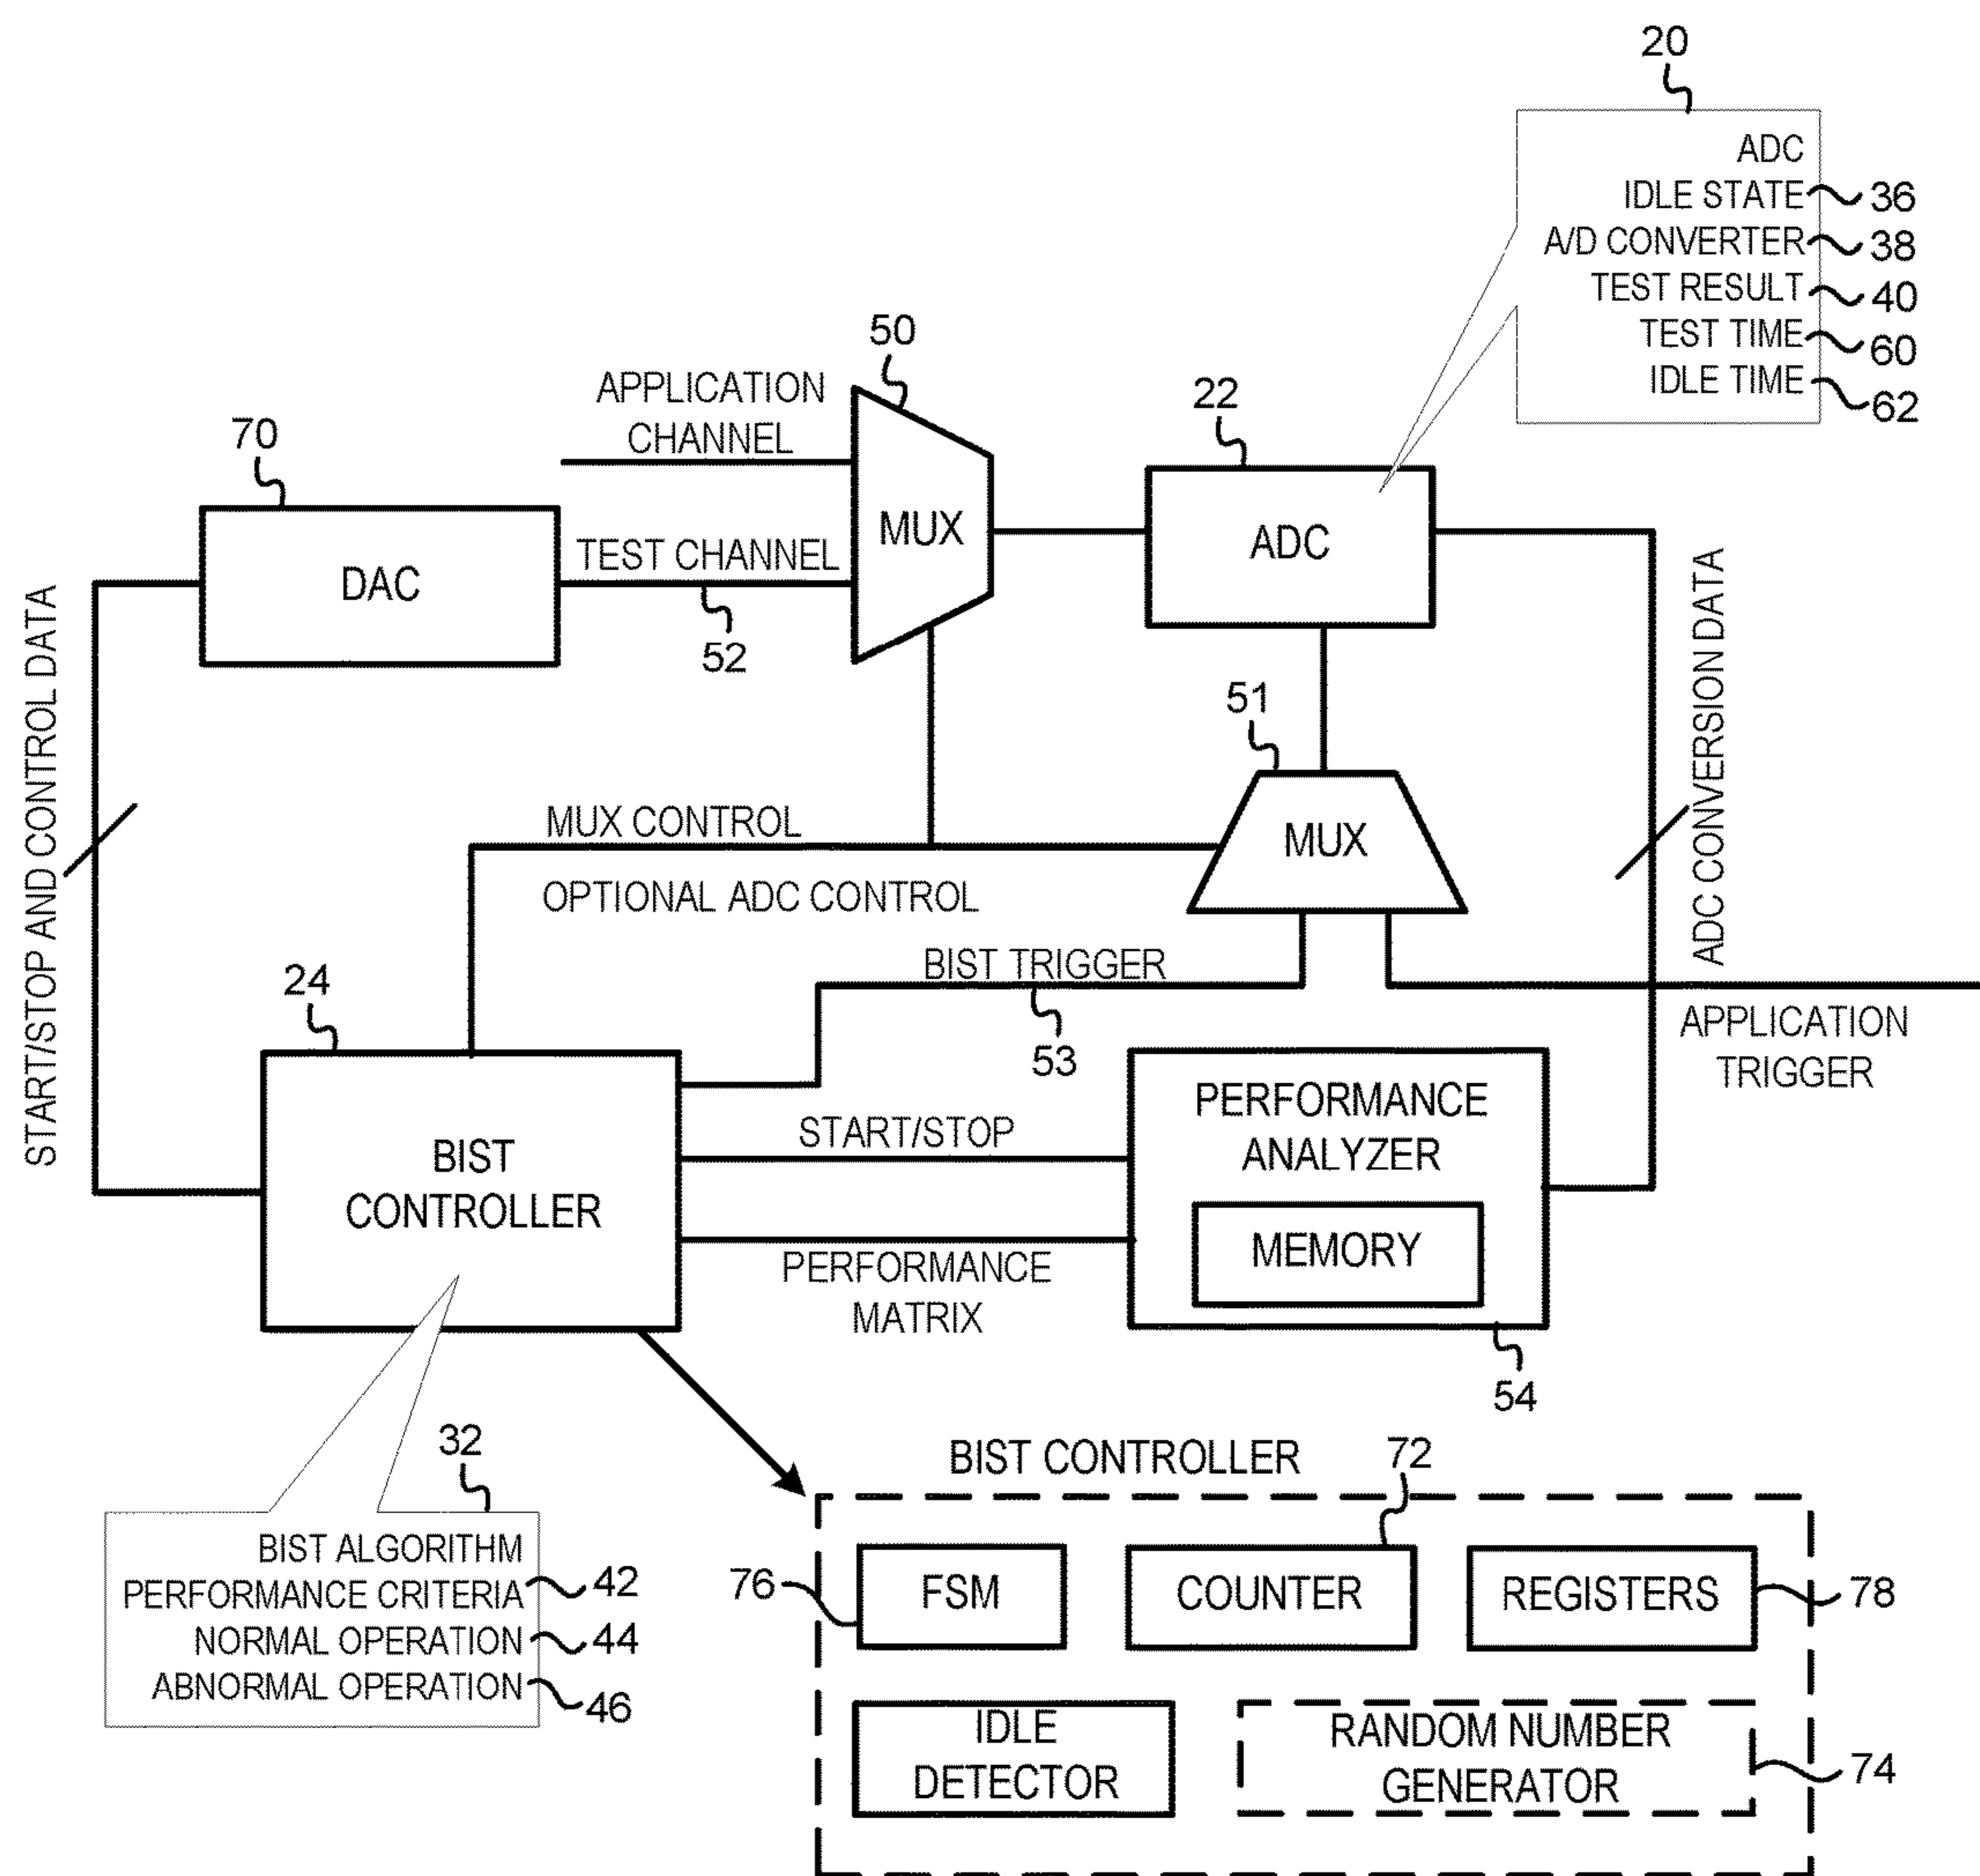 20
ADC
IDLE STATE 36
A/D CONVERTER 38
TEST RESULT 40
TEST TIME 60
IDLE TIME 62
50
APPLICATION
CHANNEL
22
70
MUX
ADC
DAC
TEST CHANNEL
52
START/STOP AND CONTROL DATA
ADC CONVERSION DATA
51
MUX CONTROL
MUX
OPTIONAL ADC CONTROL
BIST TRIGGER
24
53
APPLICATION
TRIGGER
PERFORMANCE
ANALYZER
START/STOP
BIST
CONTROLLER
MEMORY
PERFORMANCE
MATRIX
54
32
BIST ALGORITHM
PERFORMANCE CRITERIA 42
NORMAL OPERATION 44
ABNORMAL OPERATION 46
BIST CONTROLLER
72
76
FSM
COUNTER
REGISTERS
78
IDLE
DETECTOR
RANDOM NUMBER
GENERATOR
74